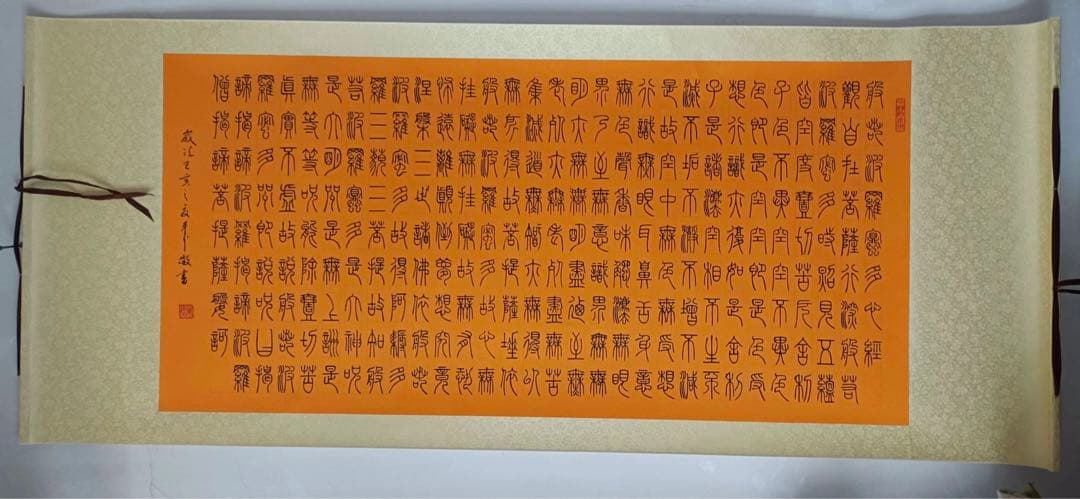 般若波羅蜜多心經
觀自在菩薩行深般若
波羅蜜多時照見五蘊
皆空度壹切苦厄舍利
子色不異空空不異色
色即是空空即是色受
想行識亦復如是舍利
子是諸灋空相不生不
滅不垢不淨不增不減
是故空中無色無受想
行識無眼耳鼻舌身意
無色聲香味觸灋無眼
界乃至無意識界無無
明亦無無明盡乃至無
老死亦無老死盡無苦
集滅道無智亦無得以
無所得故菩提薩埵依
般若波羅蜜多故心無
罣礙無罣礙故無有恐
怖遠離顛倒夢想究竟
涅槃三世諸佛依般若
波羅蜜多故得阿耨多
羅三藐三菩提故知般
若波羅蜜多是大神咒
是大明咒是無上咒是
無等等咒能除壹切苦
真實不虛故說般若波
羅蜜多咒即說咒曰揭
諦揭諦波羅揭諦波羅
僧揭諦菩提薩婆訶
歲次 敬書